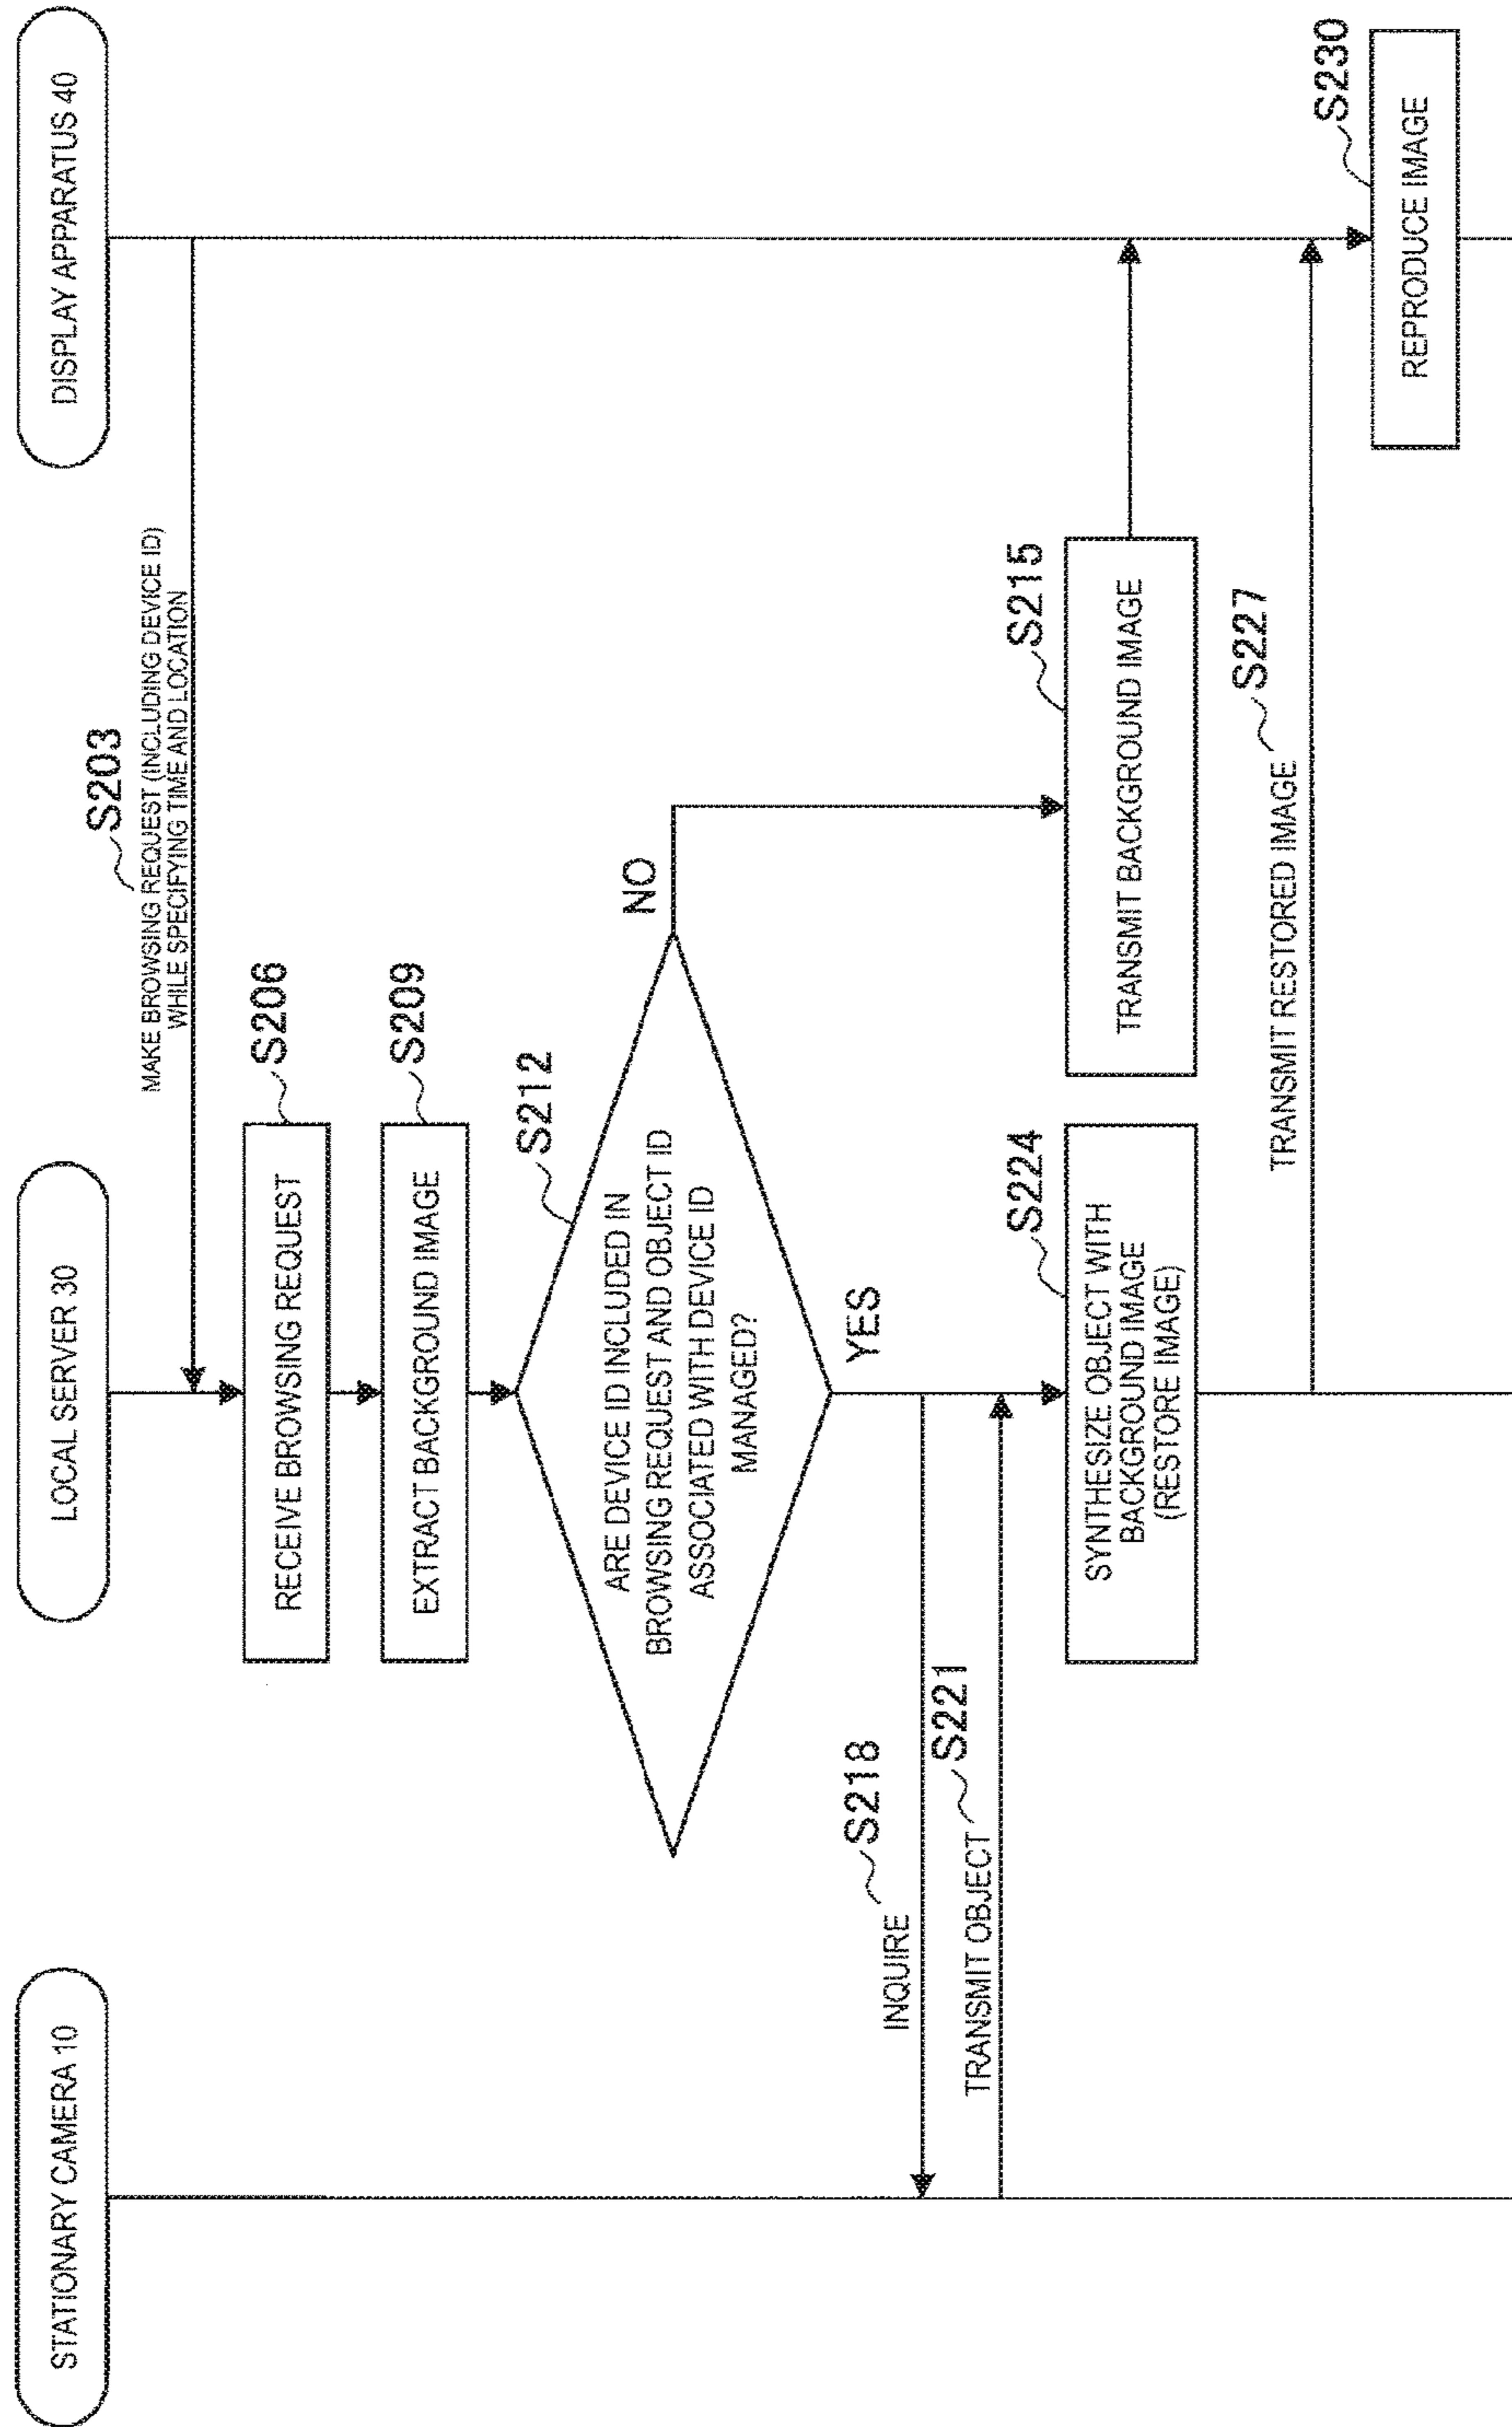 STATIONARY CAMERA 10
LOCAL SERVER 30
DISPLAY APPARATUS 40
S203
MAKE BROWSING REQUEST (INCLUDING DEVICE ID)
WHILE SPECIFYING TIME AND LOCATION
S206
RECEIVE BROWSING REQUEST
S209
EXTRACT BACKGROUND IMAGE
S212
ARE DEVICE ID INCLUDED IN
BROWSING REQUEST AND OBJECT ID
ASSOCIATED WITH DEVICE ID
MANAGED?
NO
YES
S218
INQUIRE
S221
TRANSMIT OBJECT
S224
SYNTHESIZE OBJECT WITH
BACKGROUND IMAGE
(RESTORE IMAGE)
S215
TRANSMIT BACKGROUND IMAGE
S227
TRANSMIT RESTORED IMAGE
S230
REPRODUCE IMAGE